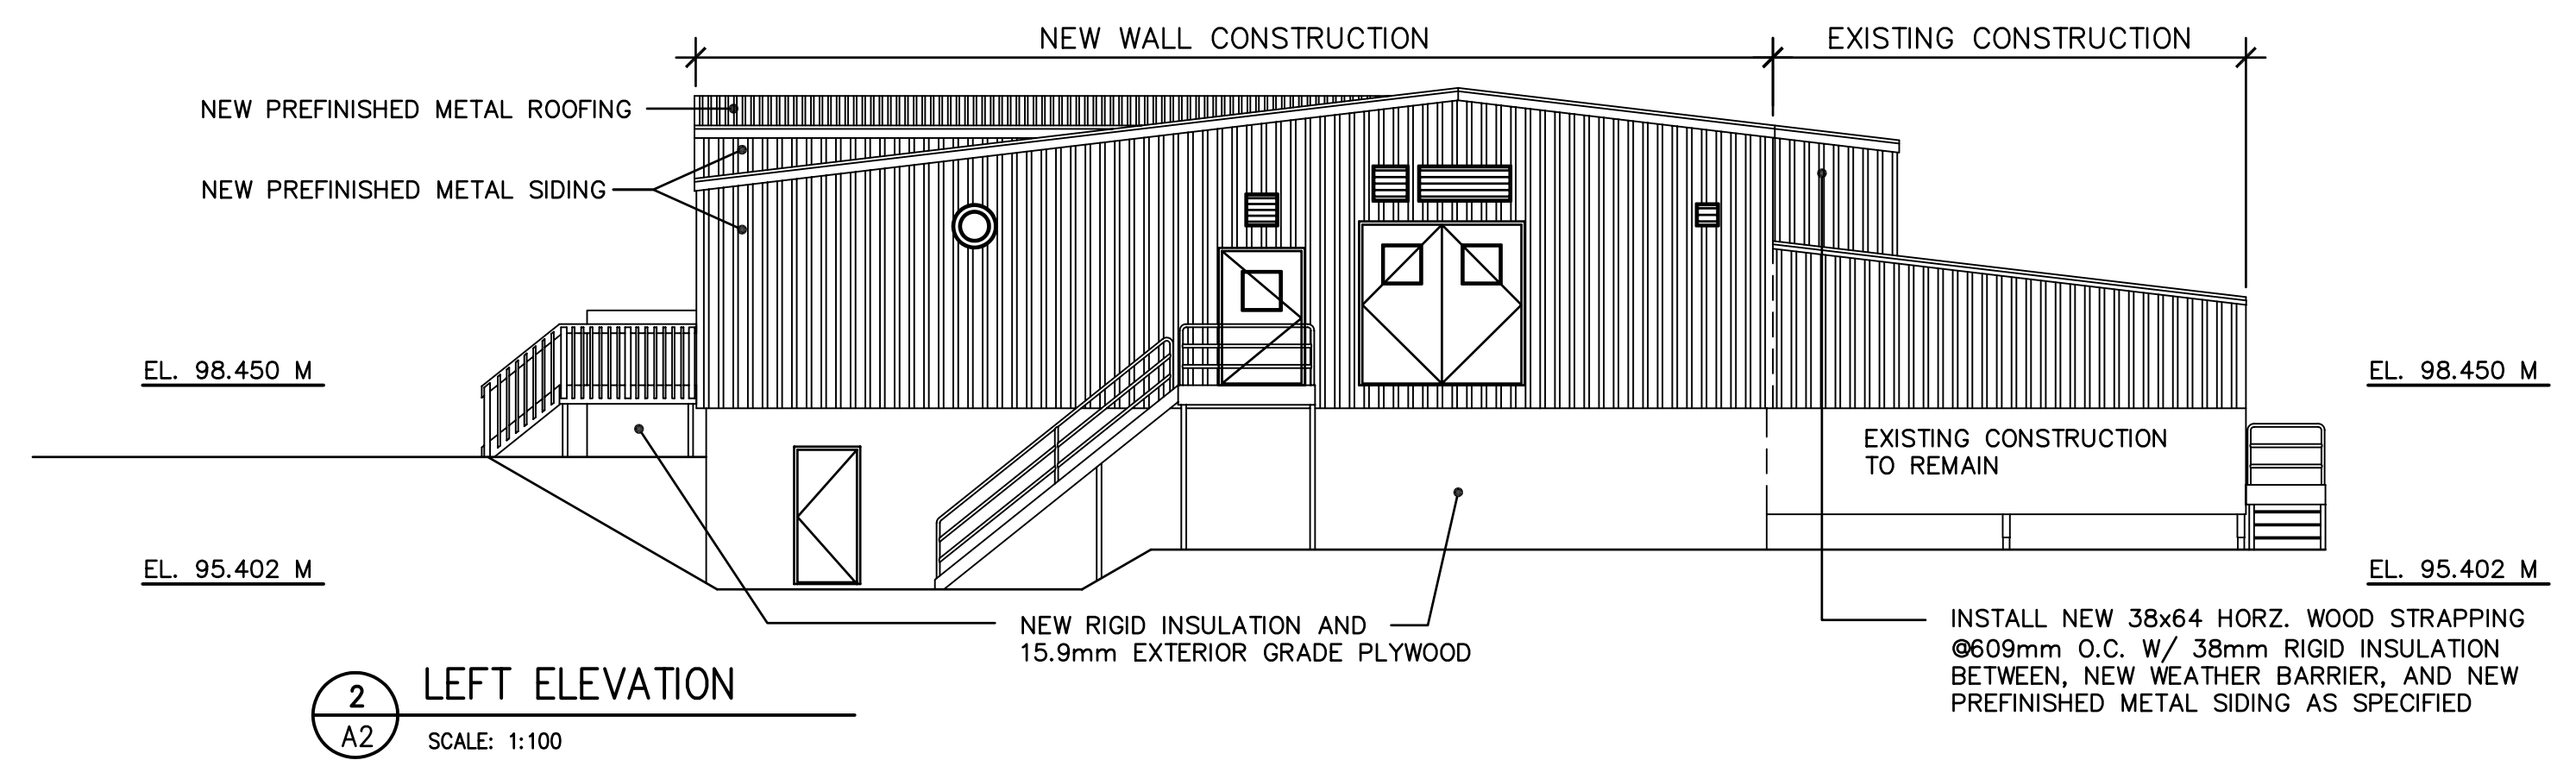 NEW WALL CONSTRUCTION
EXISTING CONSTRUCTION
NEW PREFINISHED METAL ROOFING
NEW PREFINISHED METAL SIDING
EL. 98.450 M
EL. 98.450 M
EXISTING CONSTRUCTION
TO REMAIN
EL. 95.402 M
EL. 95.402 M
NEW RIGID INSULATION AND
15.9mm EXTERIOR GRADE PLYWOOD
INSTALL NEW 38x64 HORZ. WOOD STRAPPING
@609mm O.C. W/ 38mm RIGID INSULATION
BETWEEN, NEW WEATHER BARRIER, AND NEW
PREFINISHED METAL SIDING AS SPECIFIED
2
A2
LEFT ELEVATION
SCALE: 1:100